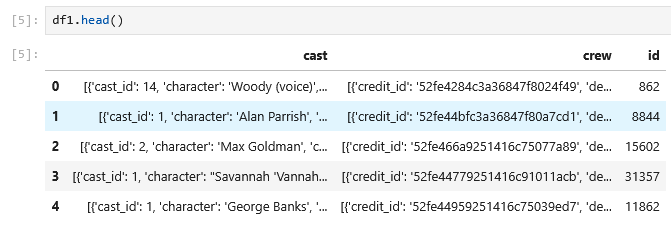 [5]: df1.head()
[5]: cast crew id
0 [{'cast_id': 14, 'character': 'Woody (voice)',... [{'credit_id': '52fe4284c3a36847f8024f49', 'de... 862
1 [{'cast_id': 1, 'character': 'Alan Parrish', '... [{'credit_id': '52fe44bfc3a36847f80a7cd1', 'de... 8844
2 [{'cast_id': 2, 'character': 'Max Goldman', 'c... [{'credit_id': '52fe466a9251416c75077a89', 'de... 15602
3 [{'cast_id': 1, 'character': "Savannah 'Vannah... [{'credit_id': '52fe44779251416c91011acb', 'de... 31357
4 [{'cast_id': 1, 'character': 'George Banks', '... [{'credit_id': '52fe44959251416c75039ed7', 'de... 11862